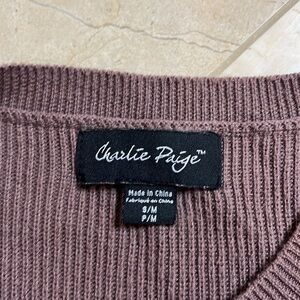 Charlie Paige™
Made in China
Fabriqué en Chine
S/M
P/M